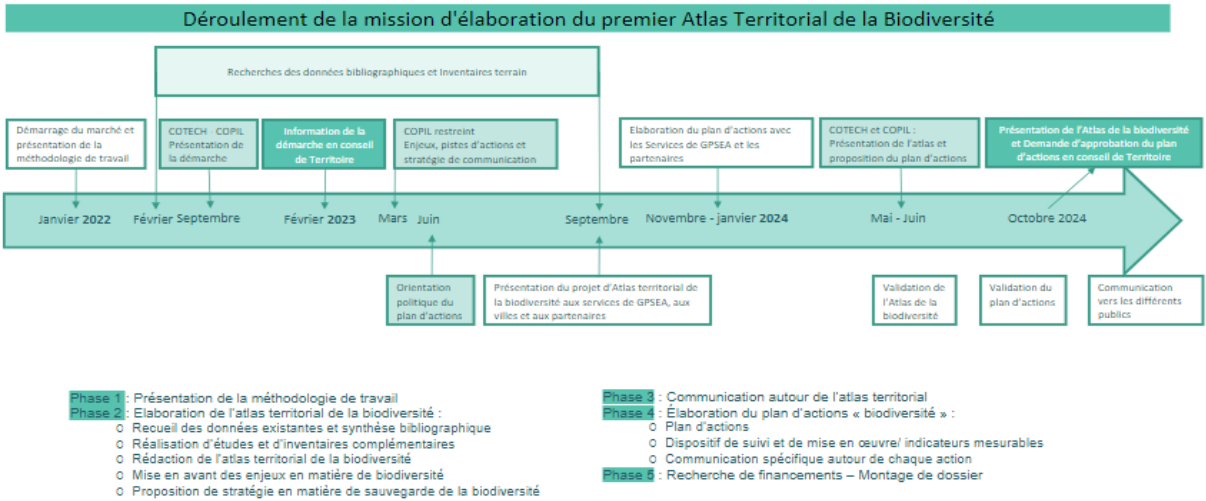 Déroulement de la mission d'élaboration du premier Atlas Territorial de la Biodiversité
Recherches des données bibliographiques et Inventaires terrain
Démarrage du marché et
présentation de la
méthodologie de travail
COTECH - COPIL
Présentation de
la démarche
Information de la
démarche en conseil
de Territoire
COPIL restreint
Enjeux, pistes d'actions et
stratégie de communication
Elaboration du plan d'actions avec
les Services de GPSEA et les
partenaires
COTECH et COPIL :
Présentation de l'atlas et
proposition du plan d'actions
Présentation de l'Atlas de la biodiversité
et Demande d'approbation du plan
d'actions en conseil de Territoire
Janvier 2022
Février
Septembre
Février 2023
Mars
Juin
Septembre
Novembre - janvier 2024
Mai - Juin
Octobre 2024
Orientation
politique du
plan d'actions
Présentation du projet d'Atlas territorial de
la biodiversité aux services de GPSEA, aux
villes et aux partenaires
Validation de
l'Atlas de la
biodiversité
Validation du
plan d'actions
Communication
vers les différents
publics
Phase 1 : Présentation de la méthodologie de travail
Phase 2 : Elaboration de l'atlas territorial de la biodiversité :
o Recueil des données existantes et synthèse bibliographique
o Réalisation d'études et d'inventaires complémentaires
o Rédaction de l'atlas territorial de la biodiversité
o Mise en avant des enjeux en matière de biodiversité
o Proposition de stratégie en matière de sauvegarde de la biodiversité
Phase 3 : Communication autour de l'atlas territorial
Phase 4 : Élaboration du plan d'actions « biodiversité » :
o Plan d'actions
o Dispositif de suivi et de mise en œuvre/ indicateurs mesurables
o Communication spécifique autour de chaque action
Phase 5 : Recherche de financements – Montage de dossier